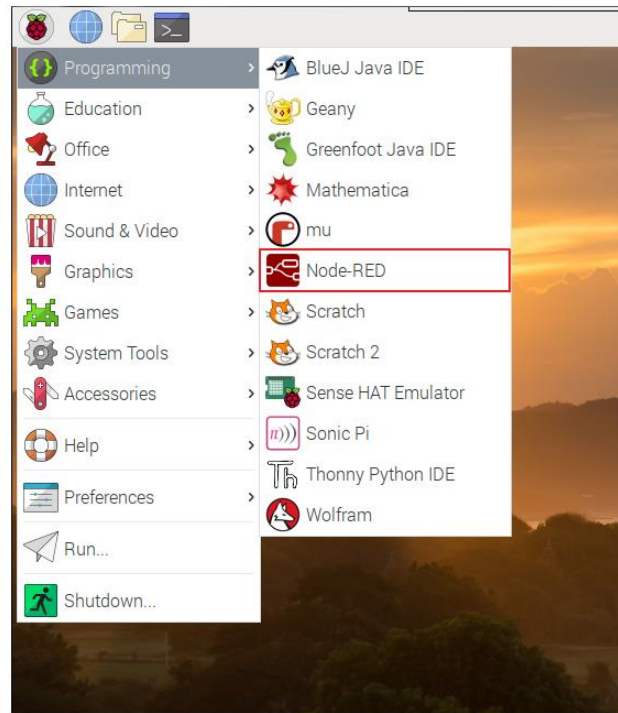 >_
Programming
Education
Office
Internet
Sound & Video
Graphics
Games
System Tools
Accessories
Help
Preferences
Run...
Shutdown...
BlueJ Java IDE
Geany
Greenfoot Java IDE
Mathematica
mu
Node-RED
Scratch
Scratch 2
Sense HAT Emulator
π))) Sonic Pi
Th Thonny Python IDE
Wolfram